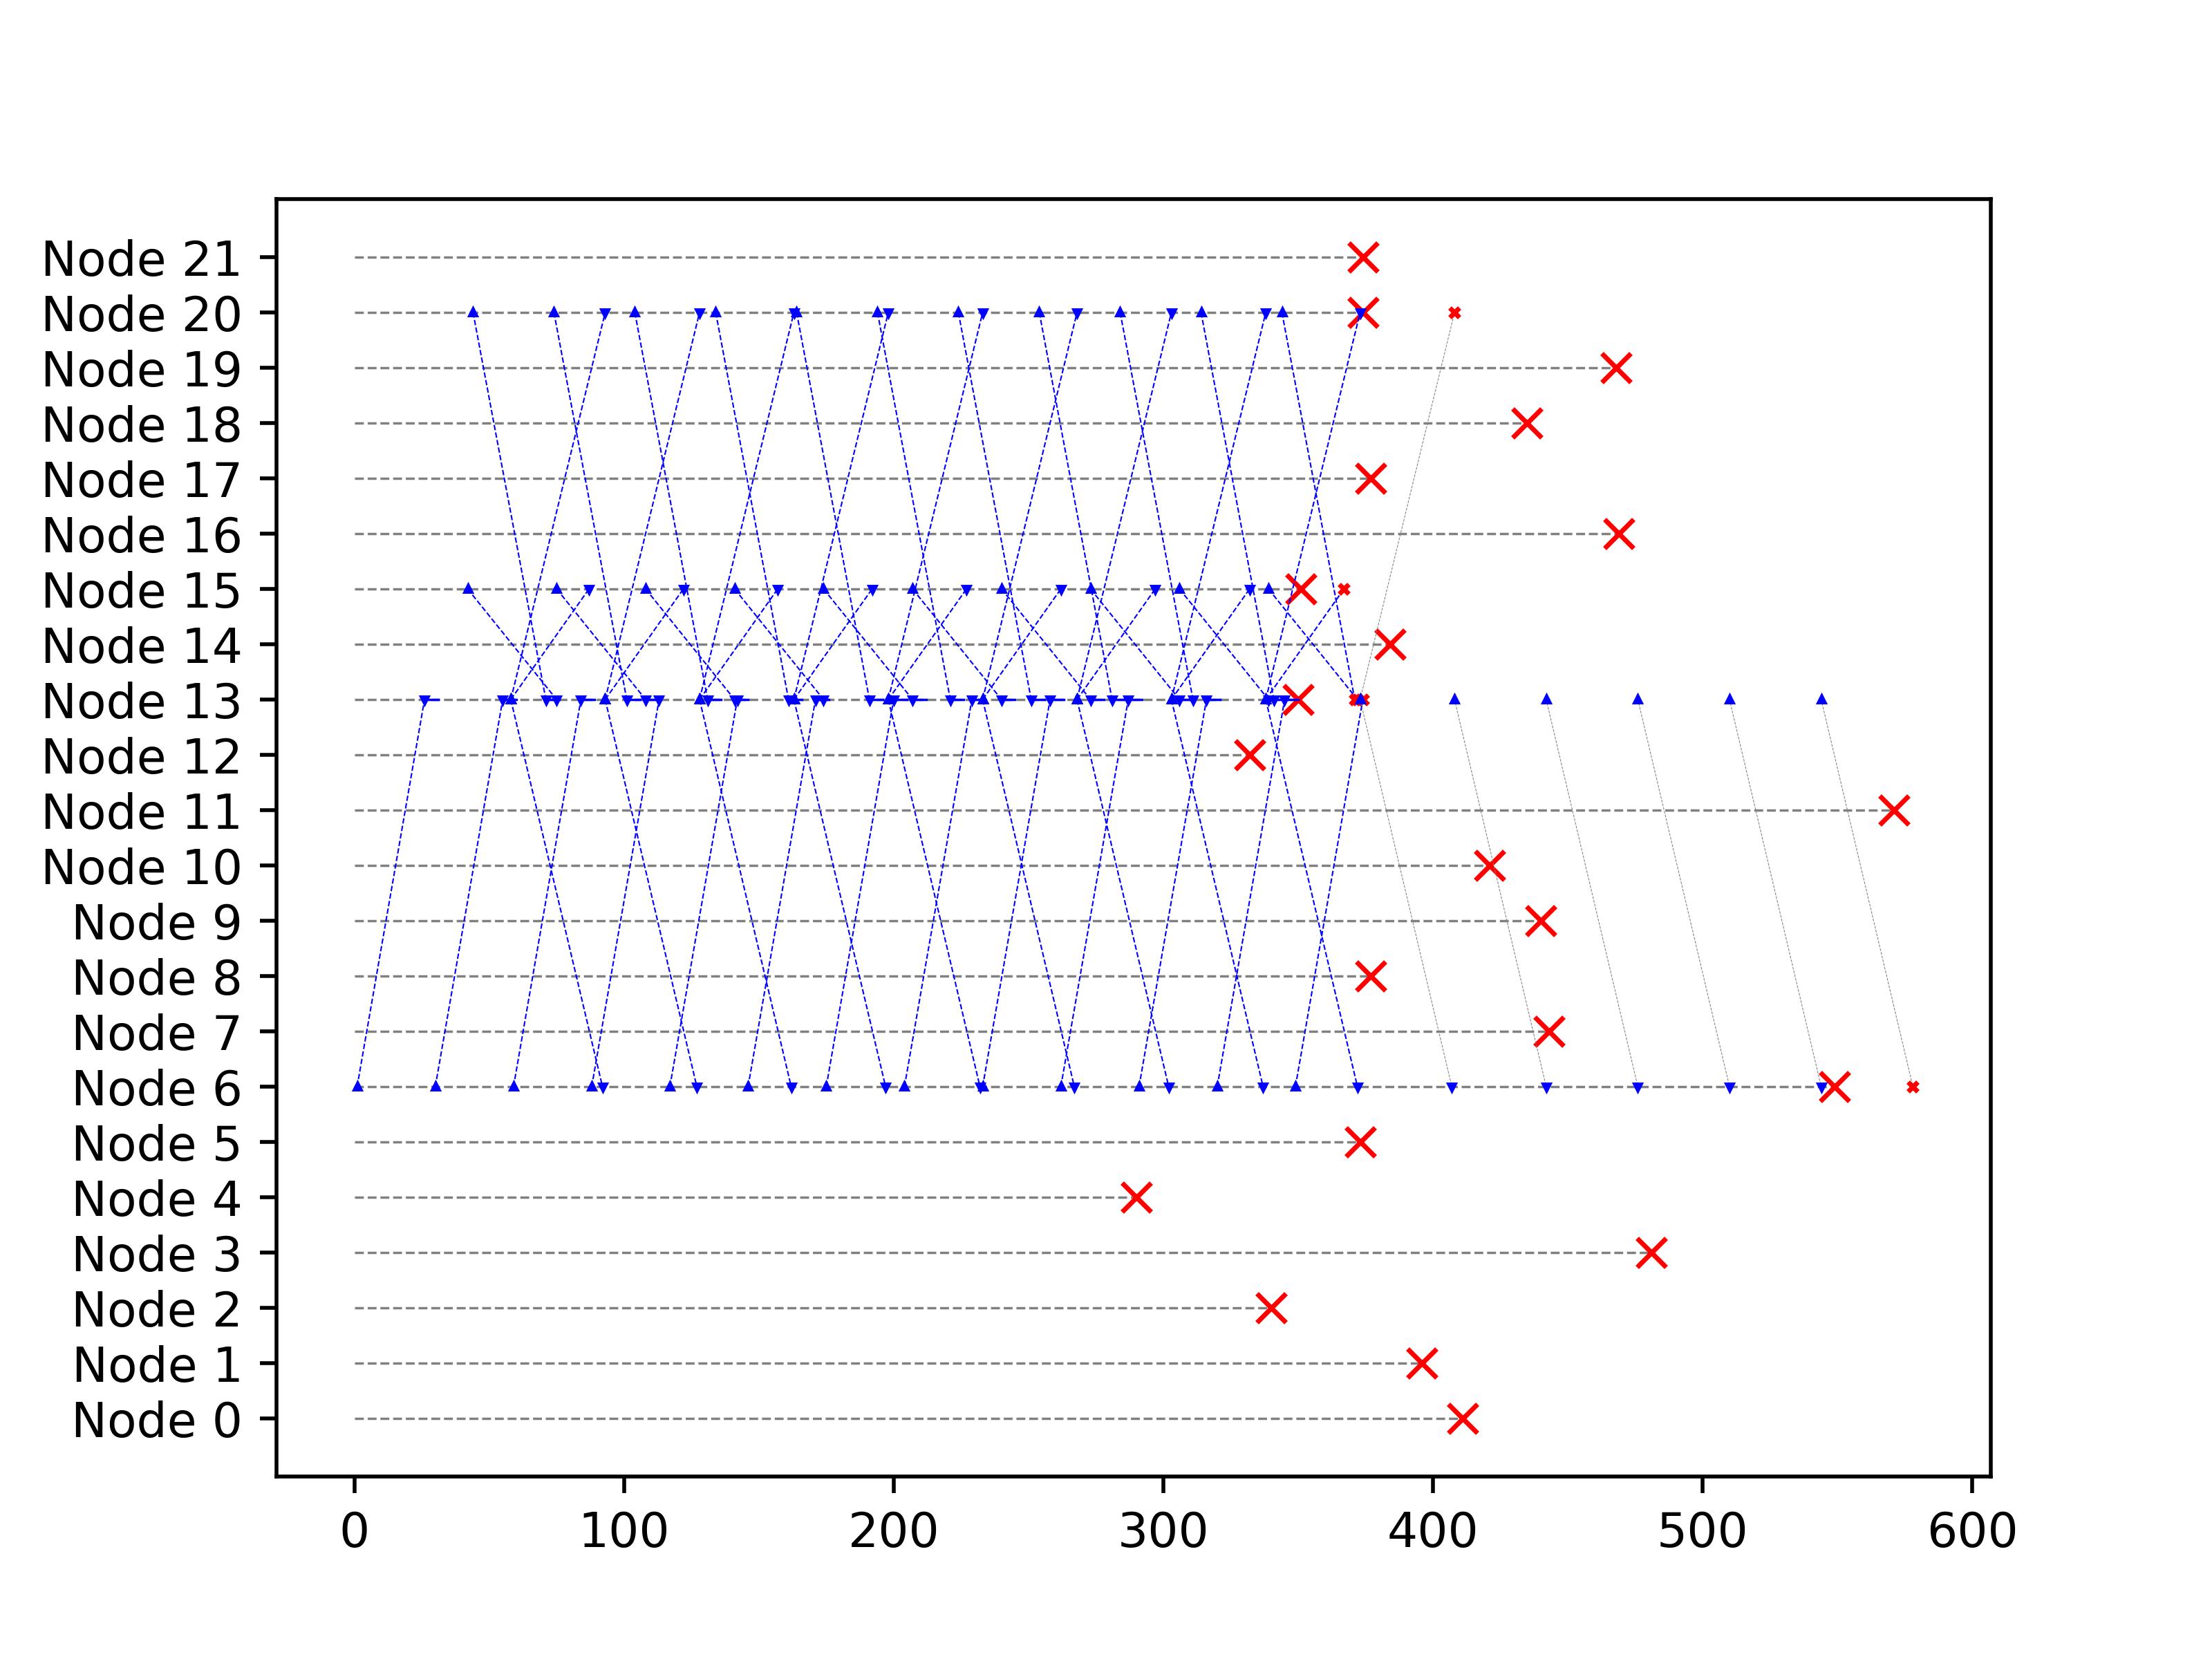 Node 21
Node 20
Node 19
Node 18
Node 17
Node 16
Node 15
Node 14
Node 13
Node 12
Node 11
Node 10
Node 9
Node 8
Node 7
Node 6
Node 5
Node 4
Node 3
Node 2
Node 1
Node 0
0 100 200 300 400 500 600